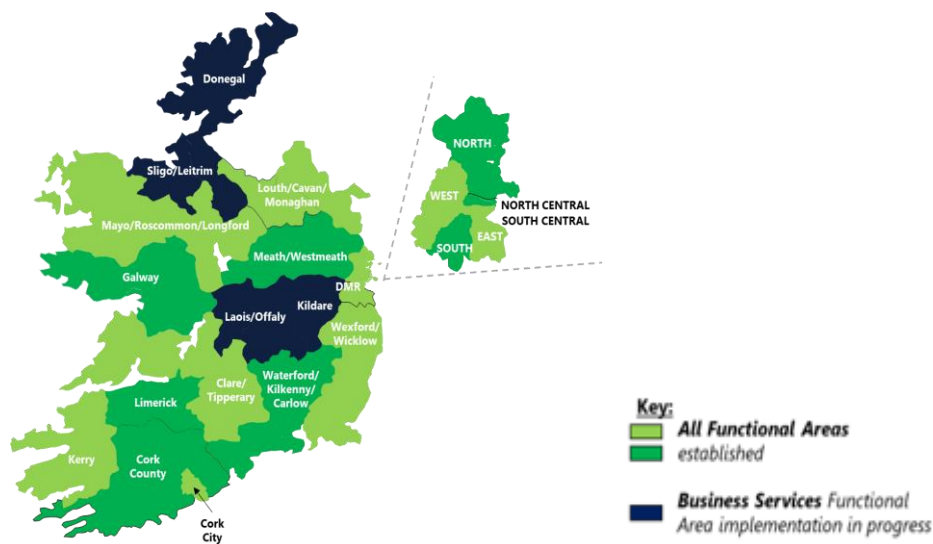 Donegal
NORTH
Sligo/Leitrim
Louth/Cavan/
Monaghan
WEST
NORTH CENTRAL
SOUTH CENTRAL
Mayo/Roscommon/Longford
EAST
SOUTH
Meath/Westmeath
Galway
DMR
Kildare
Laois/Offaly
Wexford/
Wicklow
Clare/
Tipperary
Waterford/
Kilkenny/
Carlow
Limerick
Kerry
Cork
County
Cork
City
Key:
All Functional Areas
established
Business Services Functional
Area implementation in progress